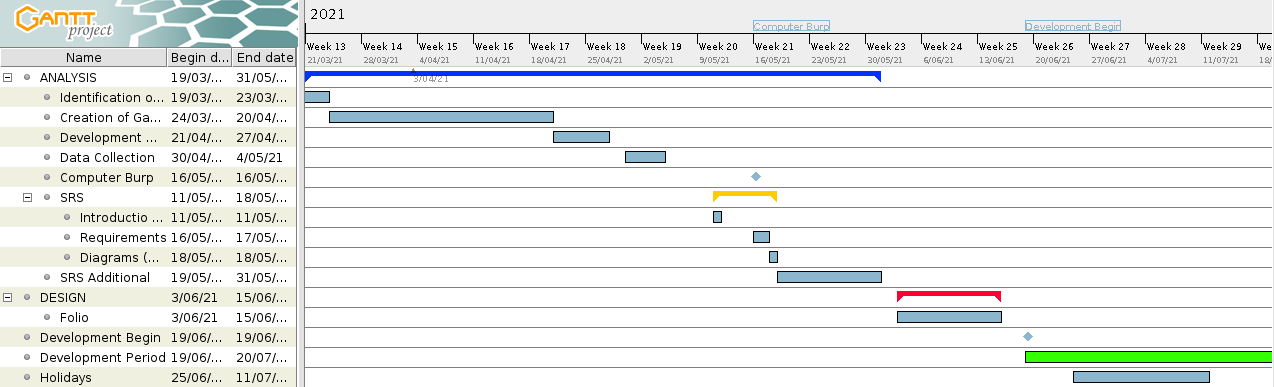 GANTT project
2021
Computer Burp Development Begin
Name Begin d... End date
Week 13 Week 14 Week 15 Week 16 Week 17 Week 18 Week 19 Week 20 Week 21 Week 22 Week 23 Week 24 Week 25 Week 26 Week 27 Week 28 Week 29
21/03/21 28/03/21 4/04/21 11/04/21 18/04/21 25/04/21 2/05/21 9/05/21 16/05/21 23/05/21 30/05/21 6/06/21 13/06/21 20/06/21 27/06/21 4/07/21 11/07/21 18/
ANALYSIS 19/03/... 31/05/... 3/04/21
Identification o... 19/03/... 23/03/...
Creation of Ga... 24/03/... 20/04/...
Development ... 21/04/... 27/04/...
Data Collection 30/04/... 4/05/21
Computer Burp 16/05/... 16/05/...
SRS 11/05/... 18/05/...
Introductio ... 11/05/... 11/05/...
Requirements 16/05/... 17/05/...
Diagrams (... 18/05/... 18/05/...
SRS Additional 19/05/... 31/05/...
DESIGN 3/06/21 15/06/...
Folio 3/06/21 15/06/...
Development Begin 19/06/... 19/06/...
Development Period 19/06/... 20/07/...
Holidays 25/06/... 11/07/...